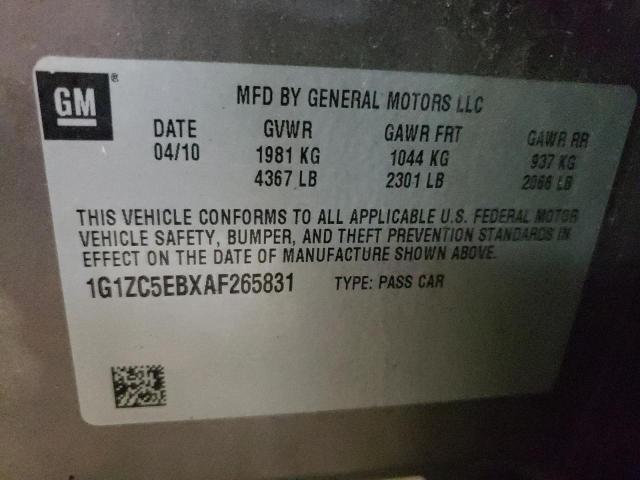 GM®
MFD BY GENERAL MOTORS LLC
DATE GVWR GAWR FRT GAWR RR
04/10 1981 KG 1044 KG 937 KG
4367 LB 2301 LB 2066 LB
THIS VEHICLE CONFORMS TO ALL APPLICABLE U.S. FEDERAL MOTOR
VEHICLE SAFETY, BUMPER, AND THEFT PREVENTION STANDARDS IN
EFFECT ON THE DATE OF MANUFACTURE SHOWN ABOVE.
1G1ZC5EBXAF265831 TYPE: PASS CAR